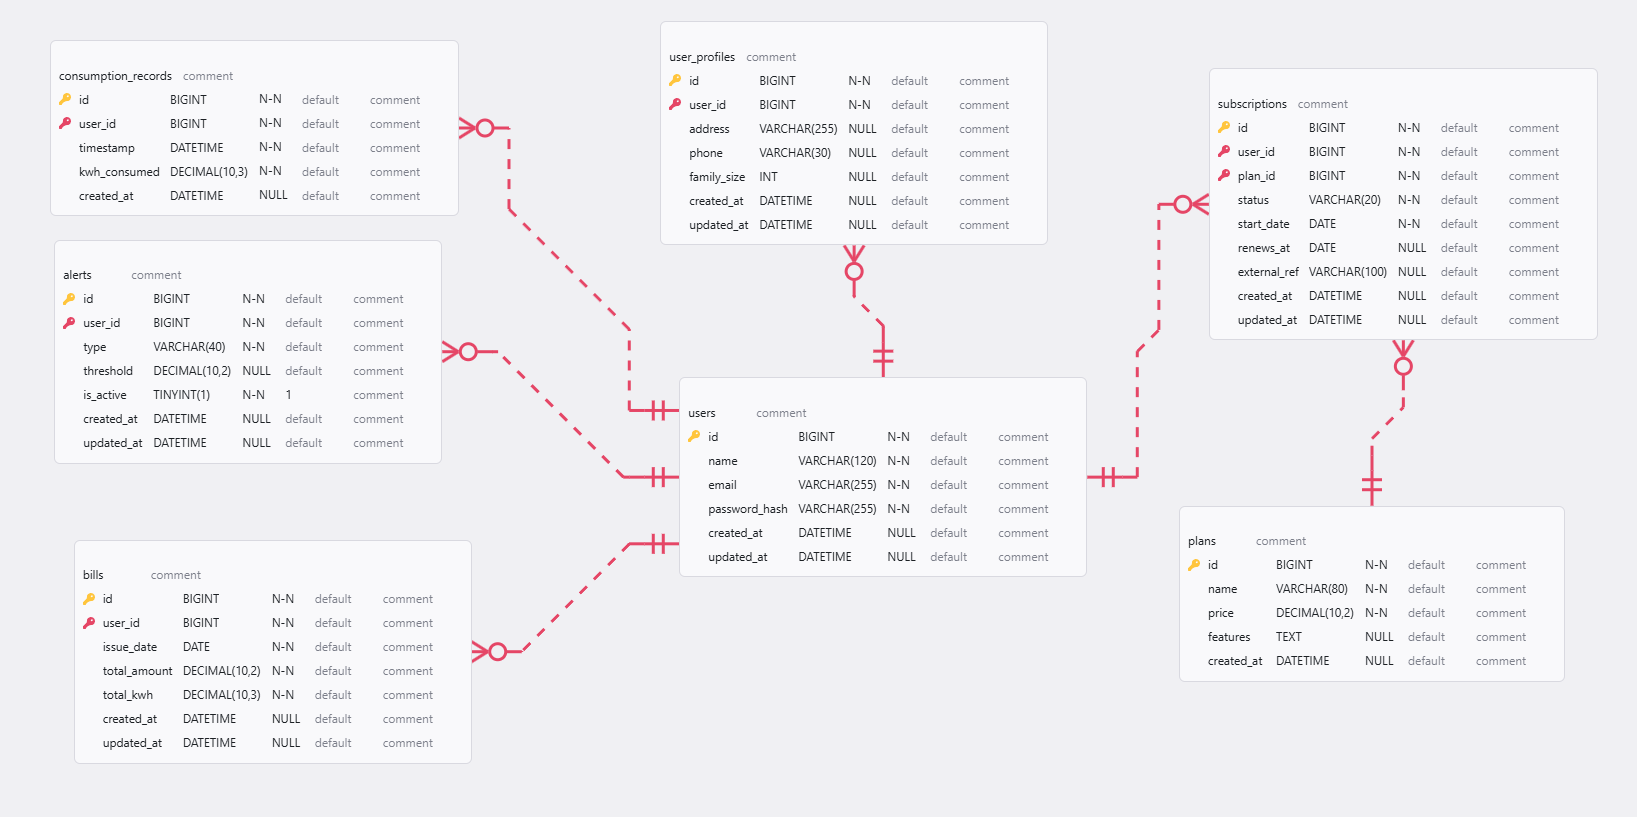 consumption_records comment
id BIGINT N-N default comment
user_id BIGINT N-N default comment
timestamp DATETIME N-N default comment
kwh_consumed DECIMAL(10,3) N-N default comment
created_at DATETIME NULL default comment
alerts comment
id BIGINT N-N default comment
user_id BIGINT N-N default comment
type VARCHAR(40) N-N default comment
threshold DECIMAL(10,2) NULL default comment
is_active TINYINT(1) N-N 1 comment
created_at DATETIME NULL default comment
updated_at DATETIME NULL default comment
bills comment
id BIGINT N-N default comment
user_id BIGINT N-N default comment
issue_date DATE N-N default comment
total_amount DECIMAL(10,2) N-N default comment
total_kwh DECIMAL(10,3) N-N default comment
created_at DATETIME NULL default comment
updated_at DATETIME NULL default comment
user_profiles comment
id BIGINT N-N default comment
user_id BIGINT N-N default comment
address VARCHAR(255) NULL default comment
phone VARCHAR(30) NULL default comment
family_size INT NULL default comment
created_at DATETIME NULL default comment
updated_at DATETIME NULL default comment
users comment
id BIGINT N-N default comment
name VARCHAR(120) N-N default comment
email VARCHAR(255) N-N default comment
password_hash VARCHAR(255) N-N default comment
created_at DATETIME NULL default comment
updated_at DATETIME NULL default comment
subscriptions comment
id BIGINT N-N default comment
user_id BIGINT N-N default comment
plan_id BIGINT N-N default comment
status VARCHAR(20) N-N default comment
start_date DATE N-N default comment
renews_at DATE NULL default comment
external_ref VARCHAR(100) NULL default comment
created_at DATETIME NULL default comment
updated_at DATETIME NULL default comment
plans comment
id BIGINT N-N default comment
name VARCHAR(80) N-N default comment
price DECIMAL(10,2) N-N default comment
features TEXT NULL default comment
created_at DATETIME NULL default comment